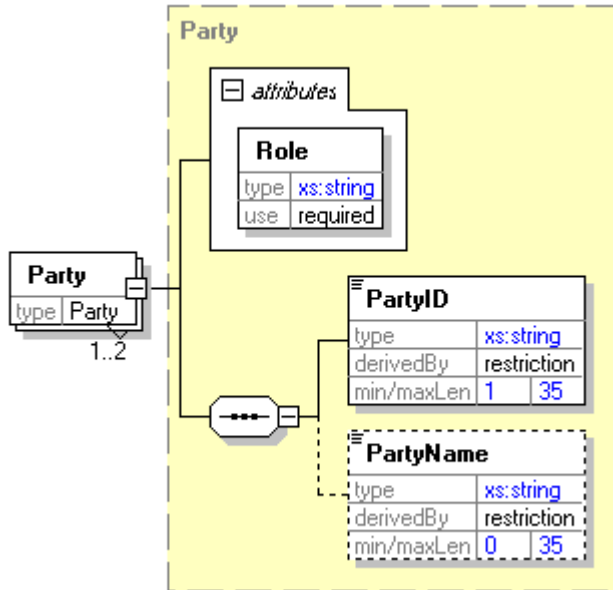 Party
attributes
Role
type xs:string
use required
Party
type Party
1..2
PartyID
type xs:string
derivedBy restriction
min/maxLen 1 35
PartyName
type xs:string
derivedBy restriction
min/maxLen 0 35